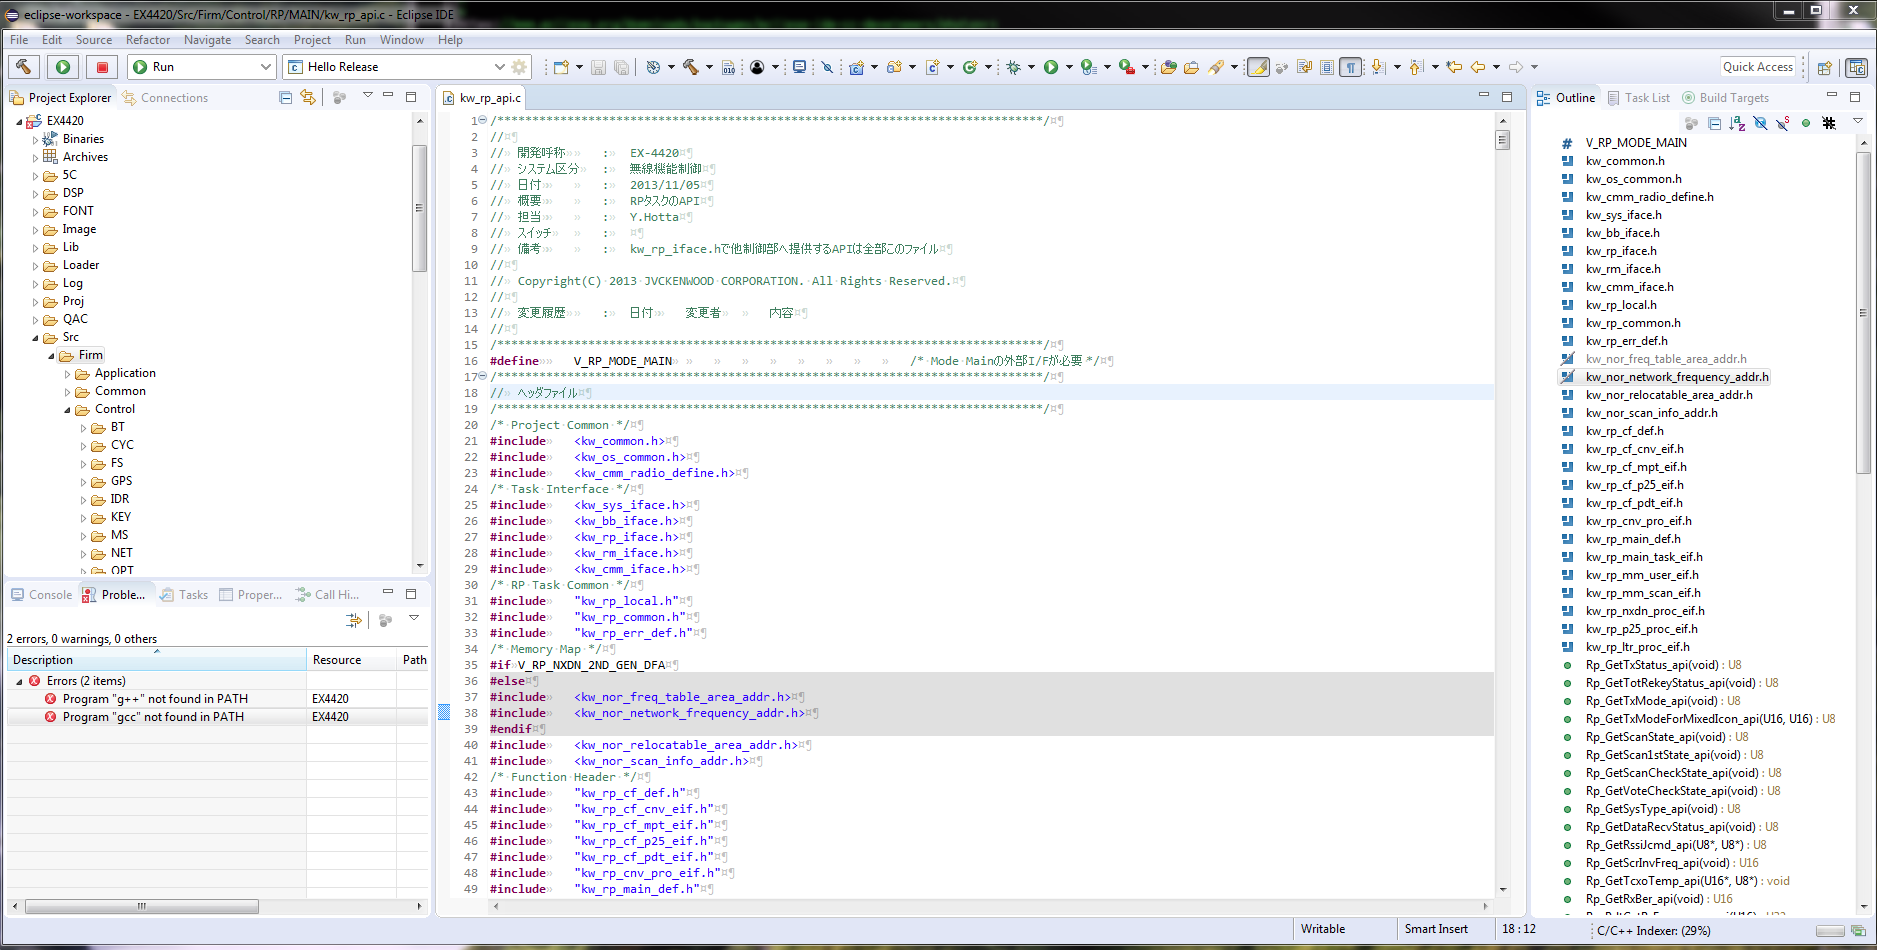 eclipse-workspace - EX4420/Src/Firm/Control/RP/MAIN/kw_rp_api.c - Eclipse IDE
File Edit Source Refactor Navigate Search Project Run Window Help
Run Hello Release Quick Access
Project Explorer Connections
EX4420
Binaries
Archives
5C
DSP
FONT
Image
Lib
Loader
Log
Proj
QAC
Src
Firm
Application
Common
Control
BT
CYC
FS
GPS
IDR
KEY
MS
NET
OPT
Console Proble... Tasks Proper... Call Hi...
2 errors, 0 warnings, 0 others
Description Resource Path
Errors (2 items)
Program "g++" not found in PATH EX4420
Program "gcc" not found in PATH EX4420
kw_rp_api.c
1 /******************************************************************************/¤¶
2 //¤¶
3 //» 開発呼称» » :» EX-4420¤¶
4 //» システム区分» :» 無線機能制御¤¶
5 //» 日付» » :» 2013/11/05¤¶
6 //» 概要» » :» RPタスクのAPI¤¶
7 //» 担当» » :» Y.Hotta¤¶
8 //» スイッチ» » :» ¤¶
9 //» 備考» » :» kw_rp_iface.hで他制御部へ提供するAPIは全部このファイル¤¶
10 //¤¶
11 //» Copyright(C)·2013·JVCKENWOOD·CORPORATION.·All·Rights·Reserved.¤¶
12 //¤¶
13 //» 変更履歴» » :» 日付» 変更者» » 内容¤¶
14 //¤¶
15 /******************************************************************************/¤¶
16 #define» » V_RP_MODE_MAIN» » » » » » » » /*·Mode·Mainの外部I/Fが必要·*/¤¶
17 /******************************************************************************/¤¶
18 //» ヘッダファイル¤¶
19 /******************************************************************************/¤¶
20 /*·Project·Common·*/¤¶
21 #include» <kw_common.h>¤¶
22 #include» <kw_os_common.h>¤¶
23 #include» <kw_cmm_radio_define.h>¤¶
24 /*·Task·Interface·*/¤¶
25 #include» <kw_sys_iface.h>¤¶
26 #include» <kw_bb_iface.h>¤¶
27 #include» <kw_rp_iface.h>¤¶
28 #include» <kw_rm_iface.h>¤¶
29 #include» <kw_cmm_iface.h>¤¶
30 /*·RP·Task·Common·*/¤¶
31 #include» "kw_rp_local.h"¤¶
32 #include» "kw_rp_common.h"¤¶
33 #include» "kw_rp_err_def.h"¤¶
34 /*·Memory·Map·*/¤¶
35 #if»V_RP_NXDN_2ND_GEN_DFA¤¶
36 #else¤¶
37 #include» <kw_nor_freq_table_area_addr.h>¤¶
38 #include» <kw_nor_network_frequency_addr.h>¤¶
39 #endif¤¶
40 #include» <kw_nor_relocatable_area_addr.h>¤¶
41 #include» <kw_nor_scan_info_addr.h>¤¶
42 /*·Function·Header·*/¤¶
43 #include» "kw_rp_cf_def.h"¤¶
44 #include» "kw_rp_cf_cnv_eif.h"¤¶
45 #include» "kw_rp_cf_mpt_eif.h"¤¶
46 #include» "kw_rp_cf_p25_eif.h"¤¶
47 #include» "kw_rp_cf_pdt_eif.h"¤¶
48 #include» "kw_rp_cnv_pro_eif.h"¤¶
49 #include» "kw_rp_main_def.h"¤¶
Outline Task List Build Targets
V_RP_MODE_MAIN
kw_common.h
kw_os_common.h
kw_cmm_radio_define.h
kw_sys_iface.h
kw_bb_iface.h
kw_rp_iface.h
kw_rm_iface.h
kw_cmm_iface.h
kw_rp_local.h
kw_rp_common.h
kw_rp_err_def.h
kw_nor_freq_table_area_addr.h
kw_nor_network_frequency_addr.h
kw_nor_relocatable_area_addr.h
kw_nor_scan_info_addr.h
kw_rp_cf_def.h
kw_rp_cf_cnv_eif.h
kw_rp_cf_mpt_eif.h
kw_rp_cf_p25_eif.h
kw_rp_cf_pdt_eif.h
kw_rp_cnv_pro_eif.h
kw_rp_main_def.h
kw_rp_main_task_eif.h
kw_rp_mm_user_eif.h
kw_rp_mm_scan_eif.h
kw_rp_nxdn_proc_eif.h
kw_rp_p25_proc_eif.h
kw_rp_ltr_proc_eif.h
Rp_GetTxStatus_api(void) : U8
Rp_GetTotRekeyStatus_api(void) : U8
Rp_GetTxMode_api(void) : U8
Rp_GetTxModeForMixedIcon_api(U16, U16) : U8
Rp_GetScanState_api(void) : U8
Rp_GetScan1stState_api(void) : U8
Rp_GetScanCheckState_api(void) : U8
Rp_GetVoteCheckState_api(void) : U8
Rp_GetSysType_api(void) : U8
Rp_GetDataRecvStatus_api(void) : U8
Rp_GetRssiJcmd_api(U8*, U8*) : U8
Rp_GetScrInvFreq_api(void) : U16
Rp_GetTcxoTemp_api(U16*, U8*) : void
Rp_GetRxBer_api(void) : U16
Writable Smart Insert 18 : 12 C/C++ Indexer: (29%)